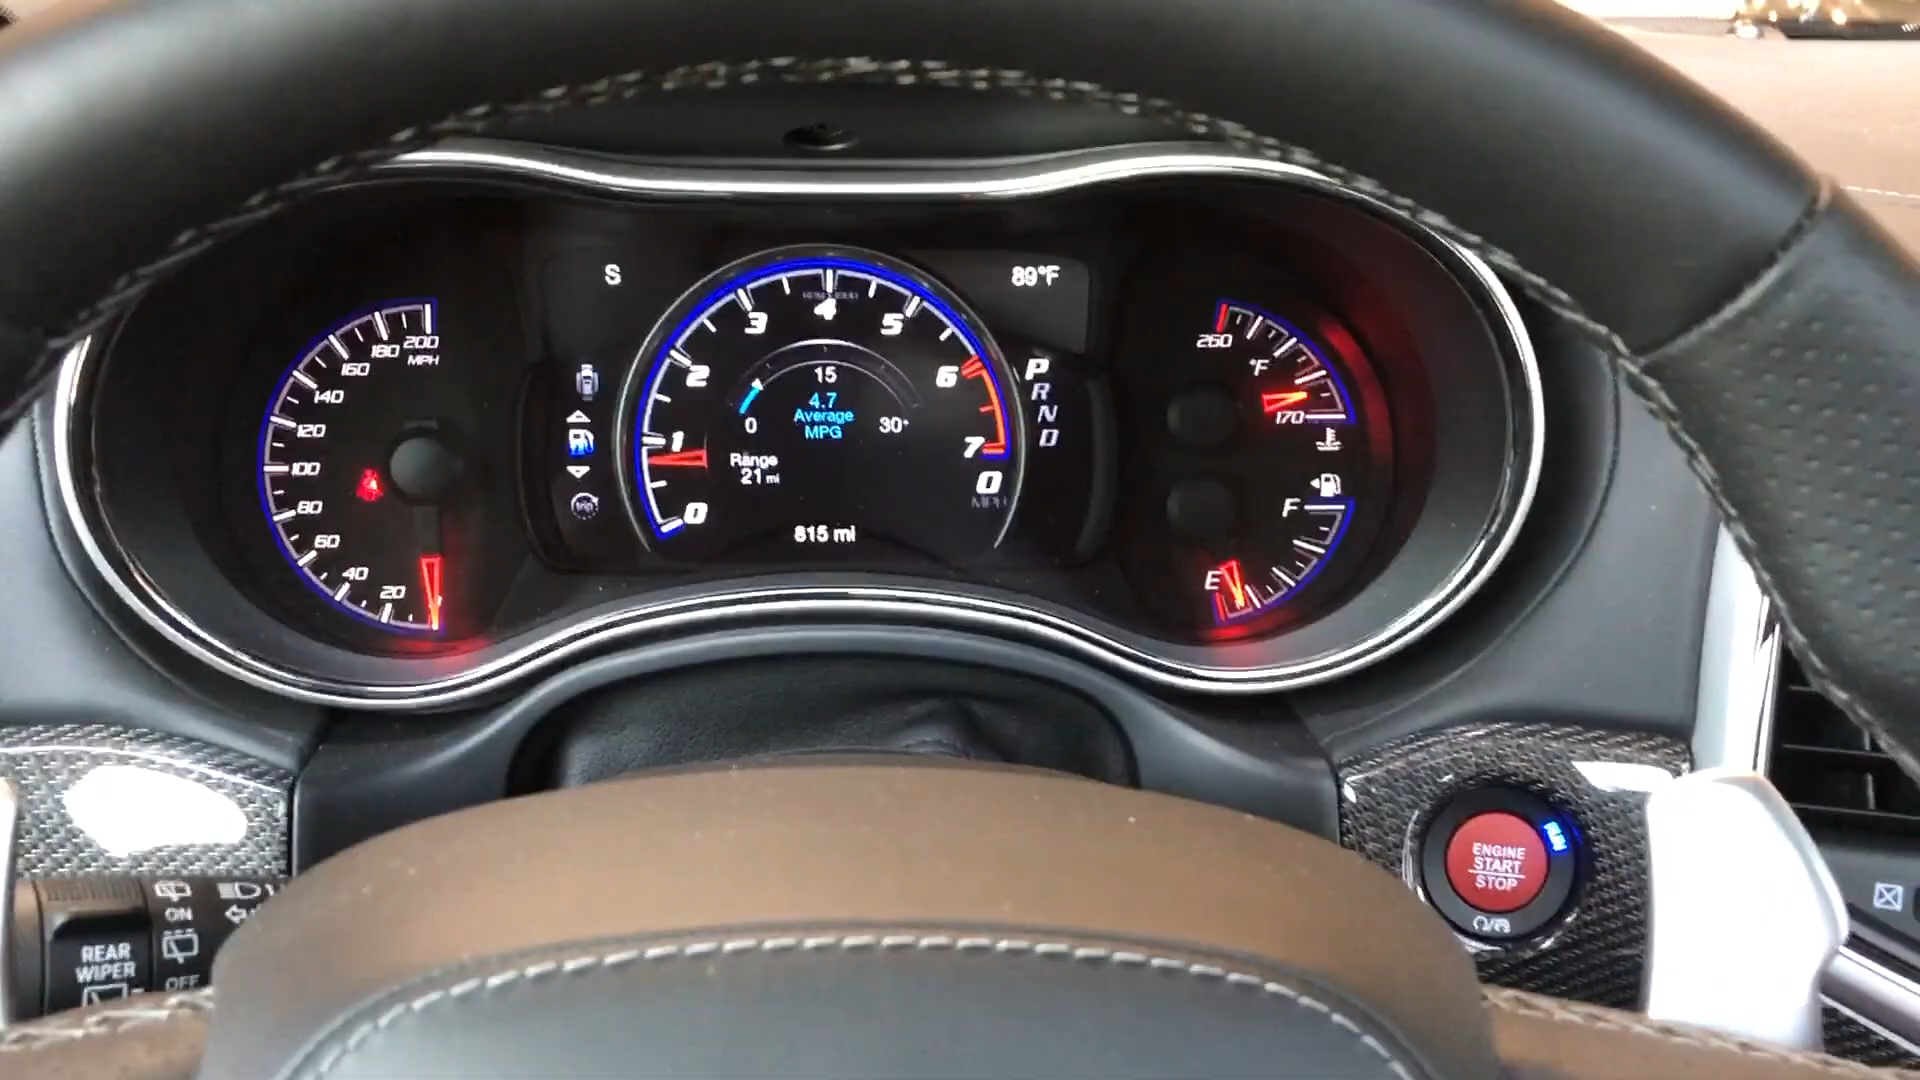 S
89°F
200
180
MPH
160
140
120
100
80
60
40
20
4
3
5
2
6
1
7
0
15
4.7
Average
MPG
0
30°
Range
21 mi
0
MPH
815 mi
trip
P
R
N
D
260
°F
170
F
E
ENGINE
START
STOP
RUN
ON
REAR
WIPER
OFF